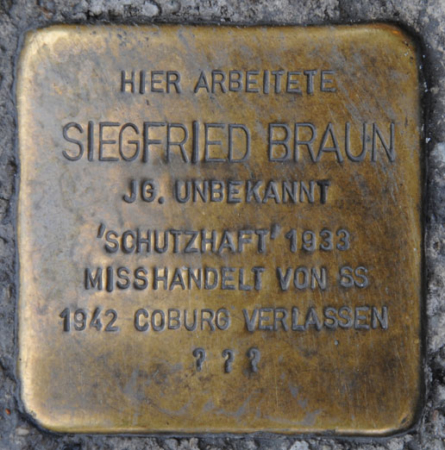 HIER ARBEITETE
SIEGFRIED BRAUN
JG. UNBEKANNT
'SCHUTZHAFT' 1933
MISSHANDELT VON SS
1942 COBURG VERLASSEN
? ? ?